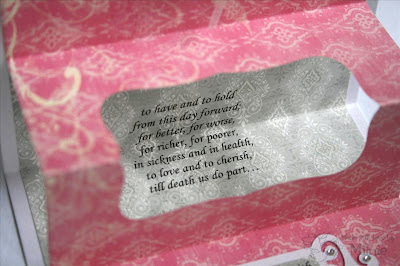 to have and to hold
from this day forward;
for better, for worse,
for richer, for poorer,
in sickness and in health,
to love and to cherish,
till death us do part...